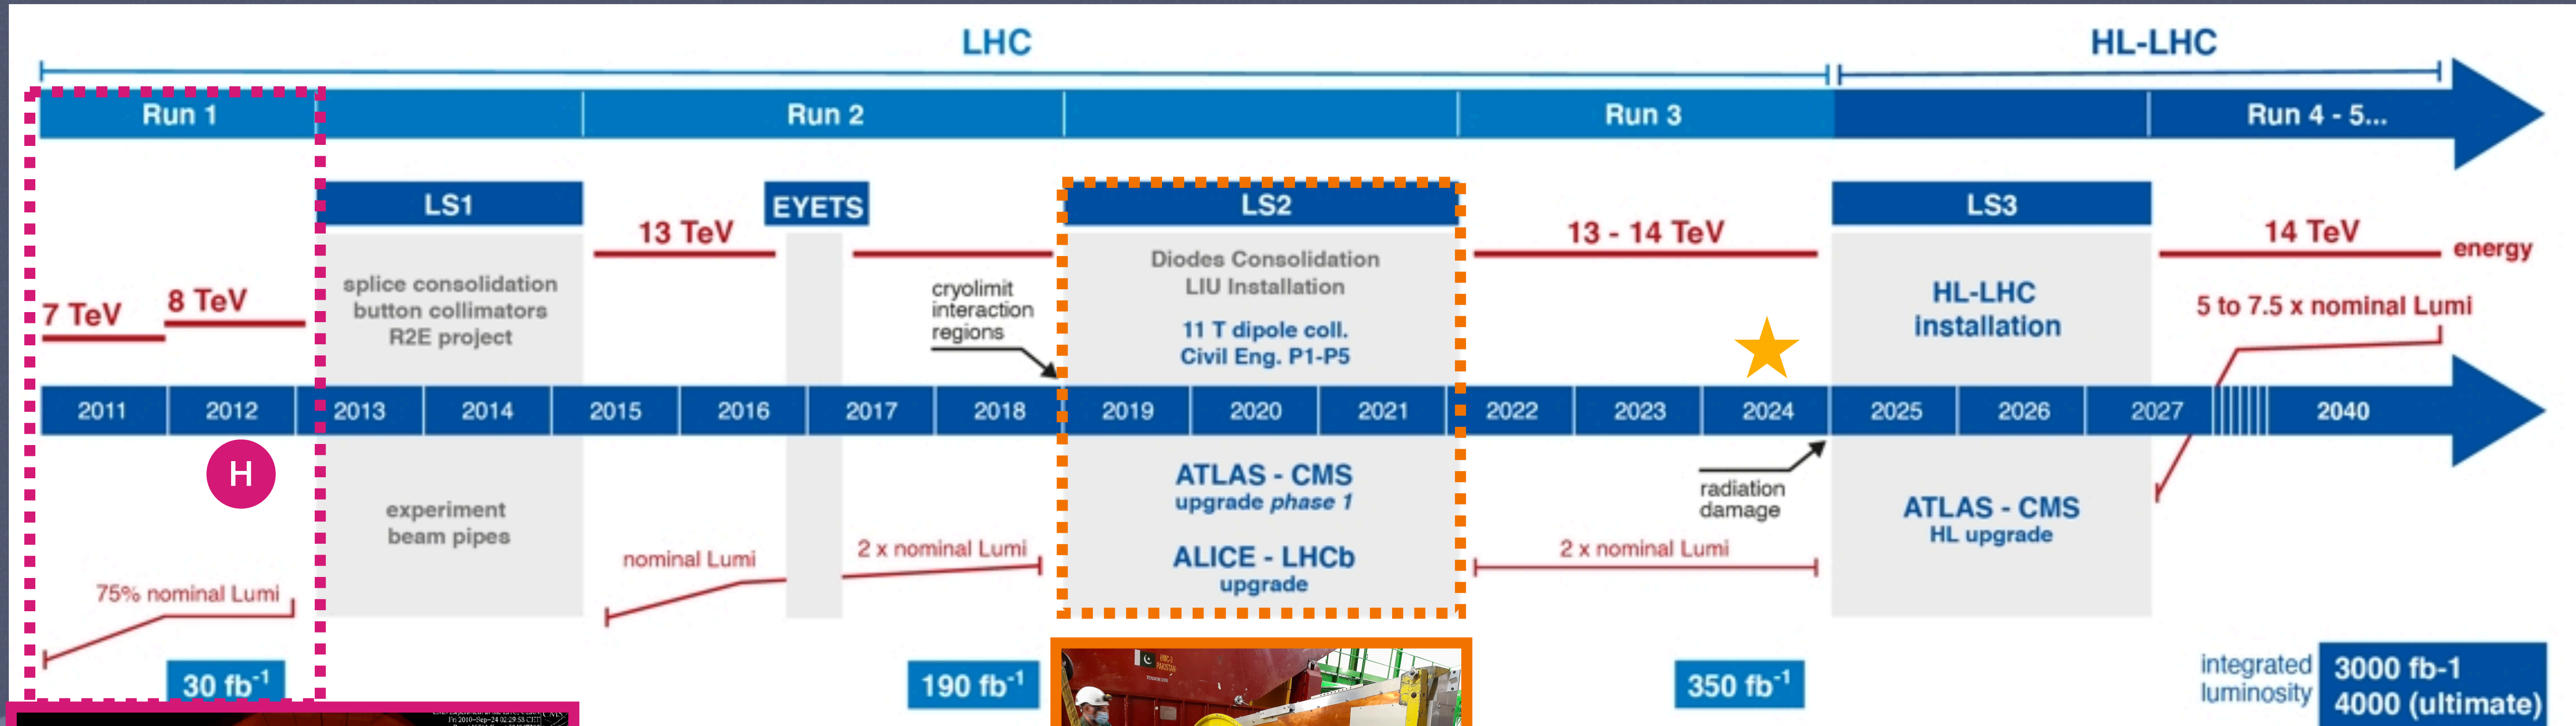 LHC
HL-LHC
Run 1
Run 2
Run 3
Run 4 - 5...
LS1
EYETS
LS2
LS3
13 TeV
13 - 14 TeV
14 TeV
energy
7 TeV
8 TeV
splice consolidation
button collimators
R2E project
cryolimit
interaction
regions
Diodes Consolidation
LIU Installation
11 T dipole coll.
Civil Eng. P1-P5
HL-LHC
installation
5 to 7.5 x nominal Lumi
2011
2012
2013
2014
2015
2016
2017
2018
2019
2020
2021
2022
2023
2024
2025
2026
2027
2040
H
experiment
beam pipes
ATLAS - CMS
upgrade phase 1
ALICE - LHCb
upgrade
radiation
damage
ATLAS - CMS
HL upgrade
75% nominal Lumi
nominal Lumi
2 x nominal Lumi
2 x nominal Lumi
30 fb-1
190 fb-1
350 fb-1
integrated
luminosity
3000 fb-1
4000 (ultimate)
PAKISTAN